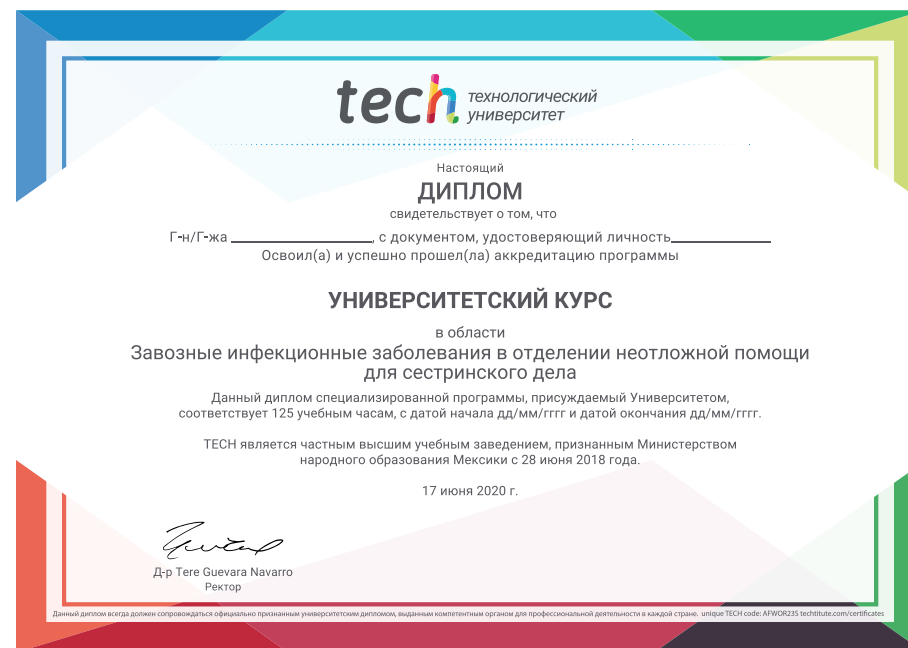 tech технологический
университет
Настоящий
ДИПЛОМ
свидетельствует о том, что
Г-н/Г-жа ____________________, с документом, удостоверяющий личность______________
Освоил(а) и успешно прошел(ла) аккредитацию программы
УНИВЕРСИТЕТСКИЙ КУРС
в области
Завозные инфекционные заболевания в отделении неотложной помощи
для сестринского дела
Данный диплом специализированной программы, присуждаемый Университетом,
соответствует 125 учебным часам, с датой начала дд/мм/гггг и датой окончания дд/мм/гггг.
TECH является частным высшим учебным заведением, признанным Министерством
народного образования Мексики с 28 июня 2018 года.
17 июня 2020 г.
Д-р Tere Guevara Navarro
Ректор
Данный диплом всегда должен сопровождаться официально признанным университетским дипломом, выданным компетентным органом для профессиональной деятельности в каждой стране. unique TECH code: AFWOR23S techtitute.com/certificates